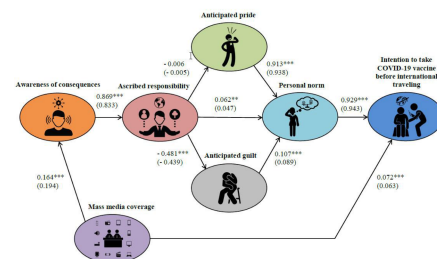 Anticipated pride
- 0.006
(- 0.005)
0.913***
(0.938)
Intention to take
COVID-19 vaccine
before international
traveling
Awareness of consequences
0.869***
(0.833)
Ascribed responsibility
0.062**
(0.047)
Personal norm
0.929***
(0.943)
- 0.481***
(- 0.439)
Anticipated guilt
0.107***
(0.089)
0.164***
(0.194)
Mass media coverage
0.072***
(0.063)